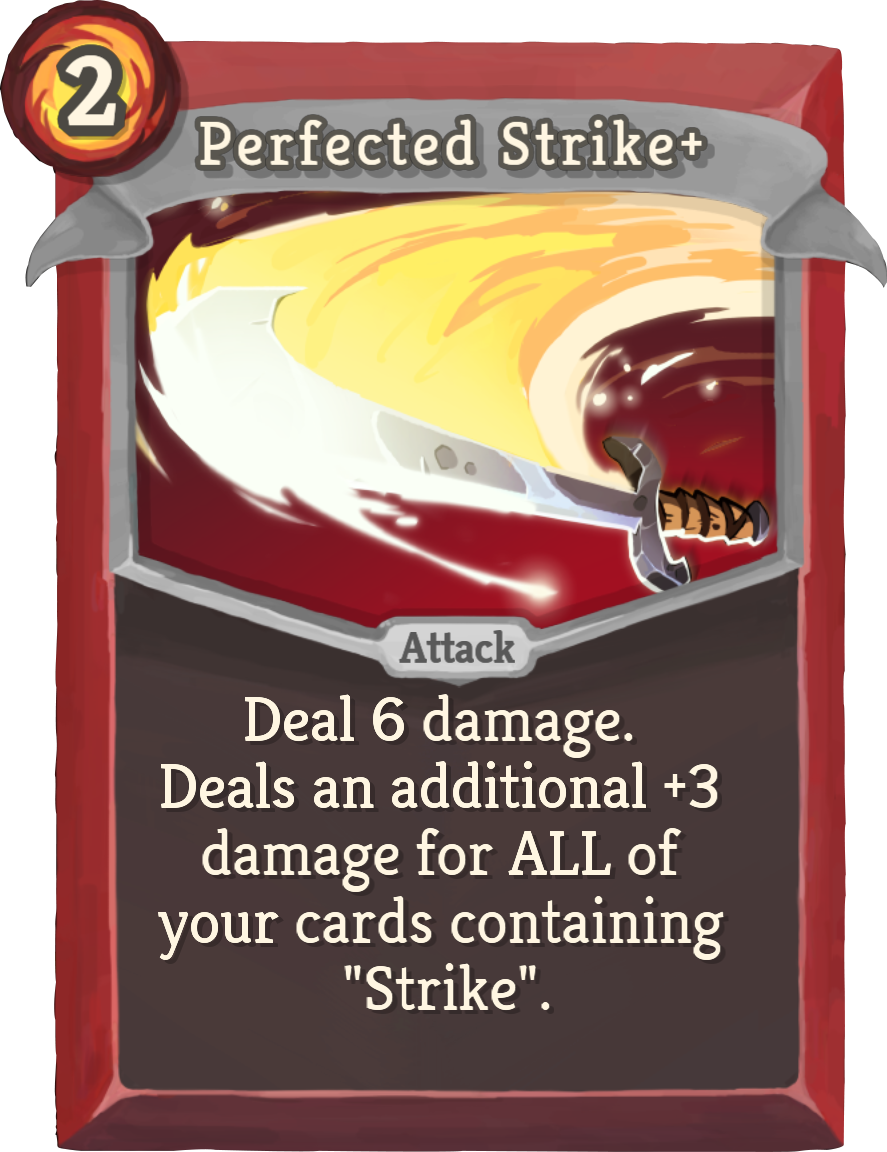 2
Perfected Strike+
Attack
Deal 6 damage.
Deals an additional +3
damage for ALL of
your cards containing
"Strike".